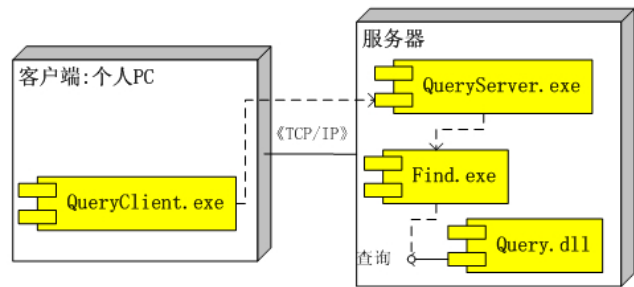 服务器
客户端:个人PC
QueryServer.exe
《TCP/IP》
Find.exe
QueryClient.exe
Query.dll
查询